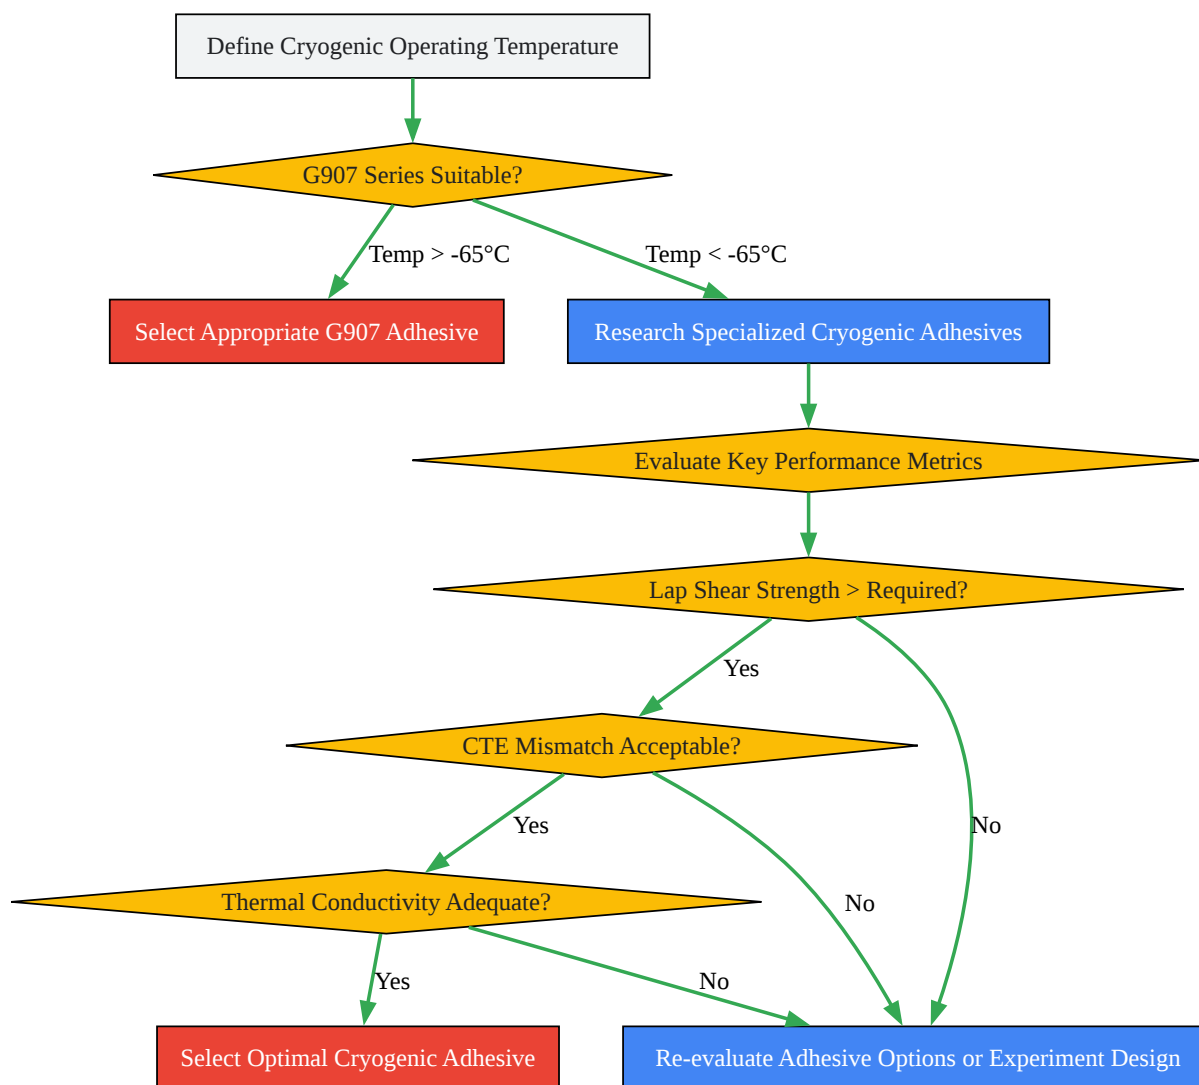 Define Cryogenic Operating Temperature
G907 Series Suitable?
Temp > -65°C
Temp < -65°C
Select Appropriate G907 Adhesive
Research Specialized Cryogenic Adhesives
Evaluate Key Performance Metrics
Lap Shear Strength > Required?
Yes
CTE Mismatch Acceptable?
Yes
No
Thermal Conductivity Adequate?
No
Yes
No
Select Optimal Cryogenic Adhesive
Re-evaluate Adhesive Options or Experiment Design